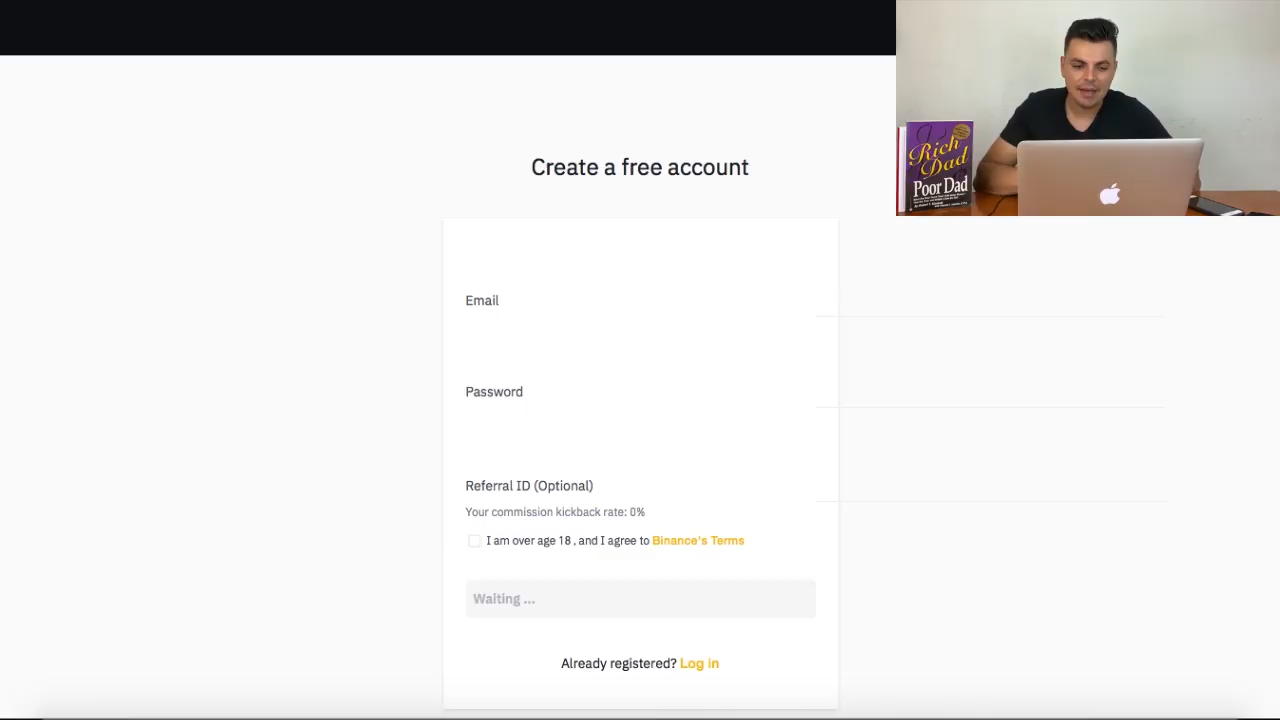 Create a free account
Email
Password
Referral ID (Optional)
Your commission kickback rate: 0%
I am over age 18 , and I agree to Binance's Terms
Waiting ...
Already registered? Log in
Rich
Dad
Poor Dad